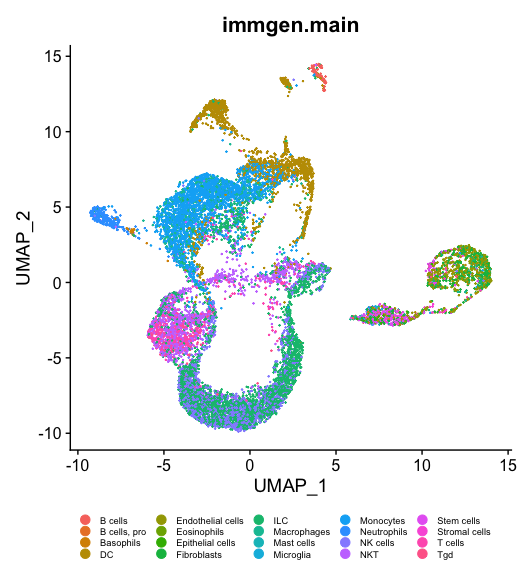 immgen.main
15
10
5
0
-5
-10
UMAP_2
-10 -5 0 5 10 15
UMAP_1
B cells Endothelial cells ILC Monocytes Stem cells
B cells, pro Eosinophils Macrophages Neutrophils Stromal cells
Basophils Epithelial cells Mast cells NK cells T cells
DC Fibroblasts Microglia NKT Tgd